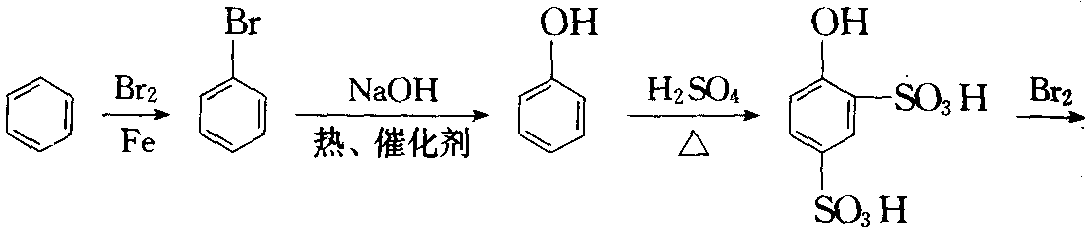 Br OH OH
Br₂ NaOH H₂SO₄ SO₃H Br₂
Fe 热、催化剂 △
SO₃H